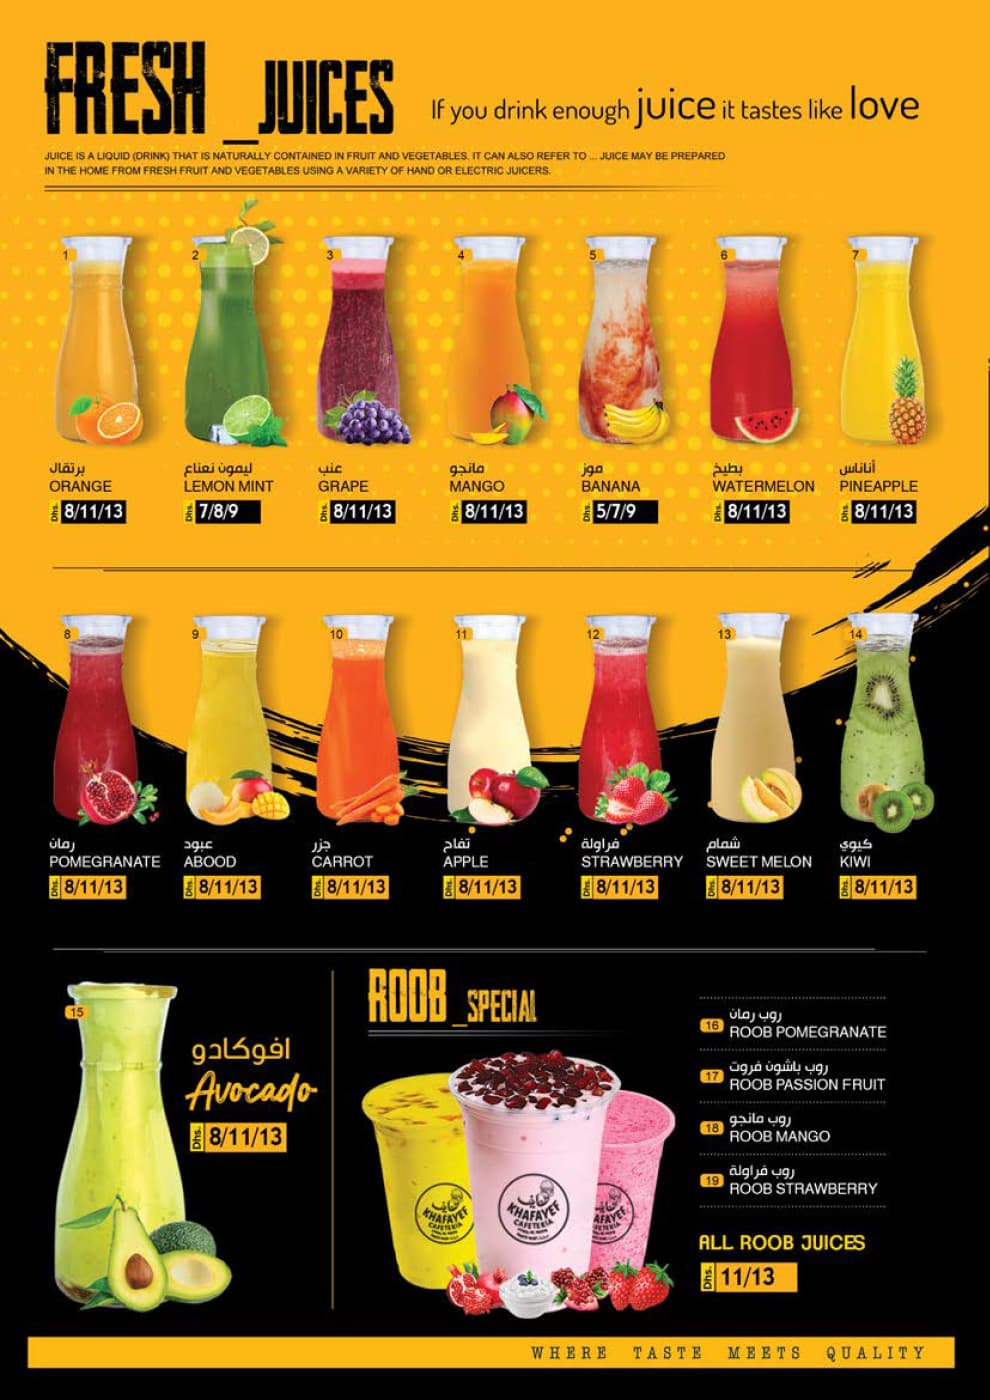 FRESH _JUICES
If you drink enough juice it tastes like love
JUICE IS A LIQUID (DRINK) THAT IS NATURALLY CONTAINED IN FRUIT AND VEGETABLES. IT CAN ALSO REFER TO ... JUICE MAY BE PREPARED
IN THE HOME FROM FRESH FRUIT AND VEGETABLES USING A VARIETY OF HAND OR ELECTRIC JUICERS.
1
برتقال
ORANGE
Dhs. 8/11/13
2
ليمون نعناع
LEMON MINT
Dhs. 7/8/9
3
عنب
GRAPE
Dhs. 8/11/13
4
مانجو
MANGO
Dhs. 8/11/13
5
موز
BANANA
Dhs. 5/7/9
6
بطيخ
WATERMELON
Dhs. 8/11/13
7
أناناس
PINEAPPLE
Dhs. 8/11/13
8
رمان
POMEGRANATE
Dhs. 8/11/13
9
عبود
ABOOD
Dhs. 8/11/13
10
جزر
CARROT
Dhs. 8/11/13
11
تفاح
APPLE
Dhs. 8/11/13
12
فراولة
STRAWBERRY
Dhs. 8/11/13
13
شمام
SWEET MELON
Dhs. 8/11/13
14
كيوي
KIWI
Dhs. 8/11/13
15
افوكادو
Avocado
Dhs. 8/11/13
ROOB _SPECIAL
KHAFAYEF
CAFETERIA
KHAFAYEF
CAFETERIA
16
روب رمان
ROOB POMEGRANATE
17
روب باشون فروت
ROOB PASSION FRUIT
18
روب مانجو
ROOB MANGO
19
روب فراولة
ROOB STRAWBERRY
ALL ROOB JUICES
Dhs. 11/13
WHERE TASTE MEETS QUALITY